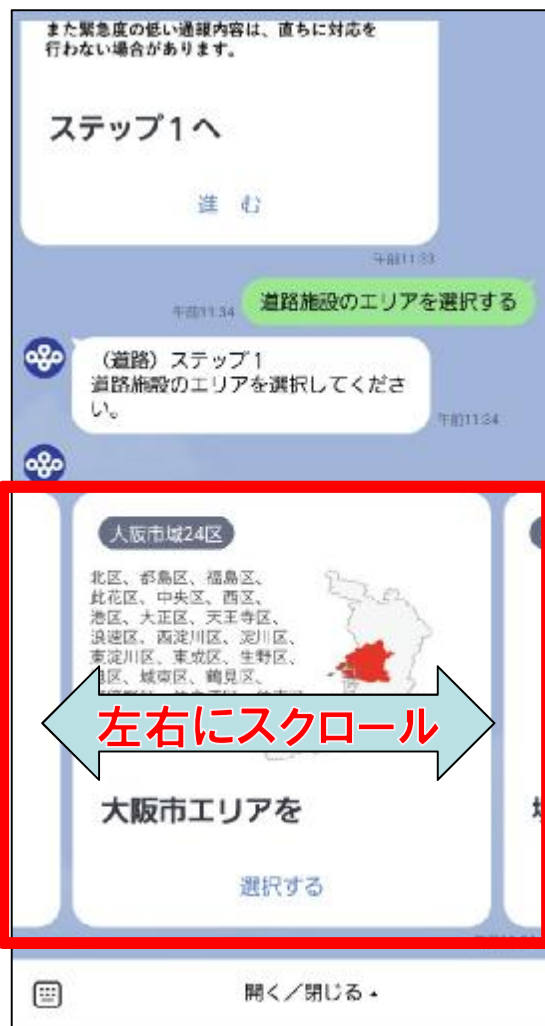 また緊急度の低い通報内容は、直ちに対応を
行わない場合があります。
ステップ1へ
進 む
午前11:33
道路施設のエリアを選択する
午前11:34
（道路）ステップ1
道路施設のエリアを選択してくださ
い。
午前11:34
大阪市域24区
北区、都島区、福島区、
此花区、中央区、西区、
港区、大正区、天王寺区、
浪速区、西淀川区、淀川区、
東淀川区、東成区、生野区、
旭区、城東区、鶴見区、
左右にスクロール
大阪市エリアを
選択する
開く／閉じる